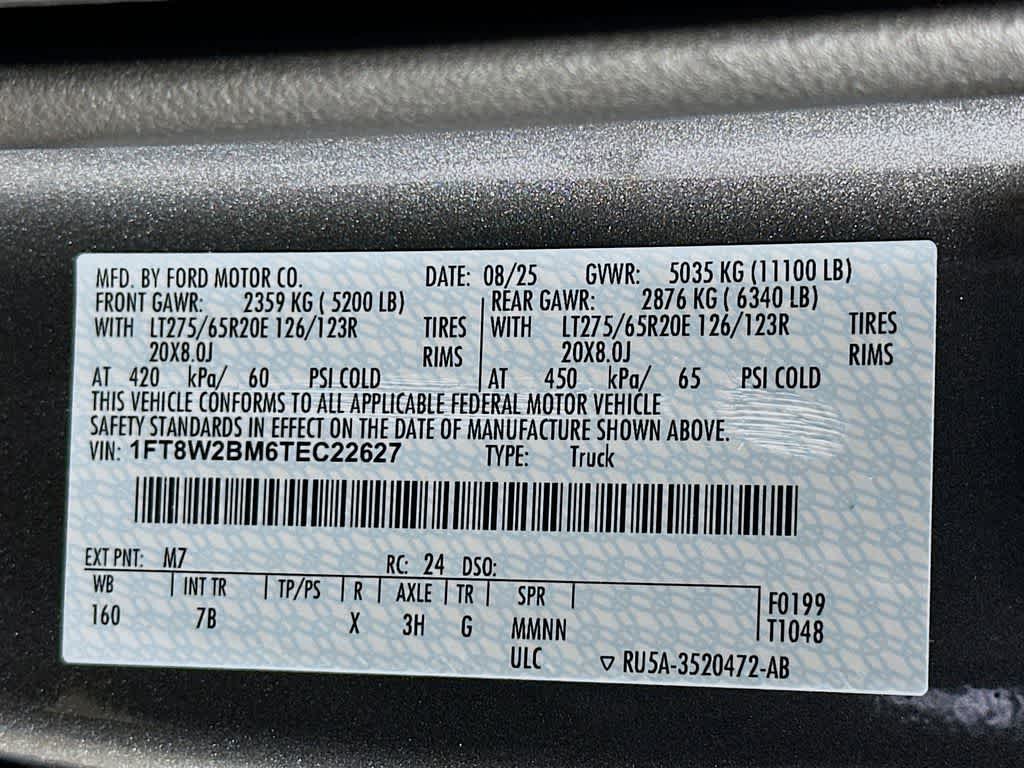 MFD. BY FORD MOTOR CO. DATE: 08/25 GVWR: 5035 KG (11100 LB)
FRONT GAWR: 2359 KG ( 5200 LB) REAR GAWR: 2876 KG ( 6340 LB)
WITH LT275/65R20E 126/123R TIRES WITH LT275/65R20E 126/123R TIRES
20X8.0J RIMS 20X8.0J RIMS
AT 420 kPa/ 60 PSI COLD AT 450 kPa/ 65 PSI COLD
THIS VEHICLE CONFORMS TO ALL APPLICABLE FEDERAL MOTOR VEHICLE
SAFETY STANDARDS IN EFFECT ON THE DATE OF MANUFACTURE SHOWN ABOVE.
VIN: 1FT8W2BM6TEC22627 TYPE: Truck
EXT PNT: M7 RC: 24 DSO:
WB INT TR TP/PS R AXLE TR SPR F0199
160 7B X 3H G MMNN T1048
ULC ▽ RU5A-3520472-AB